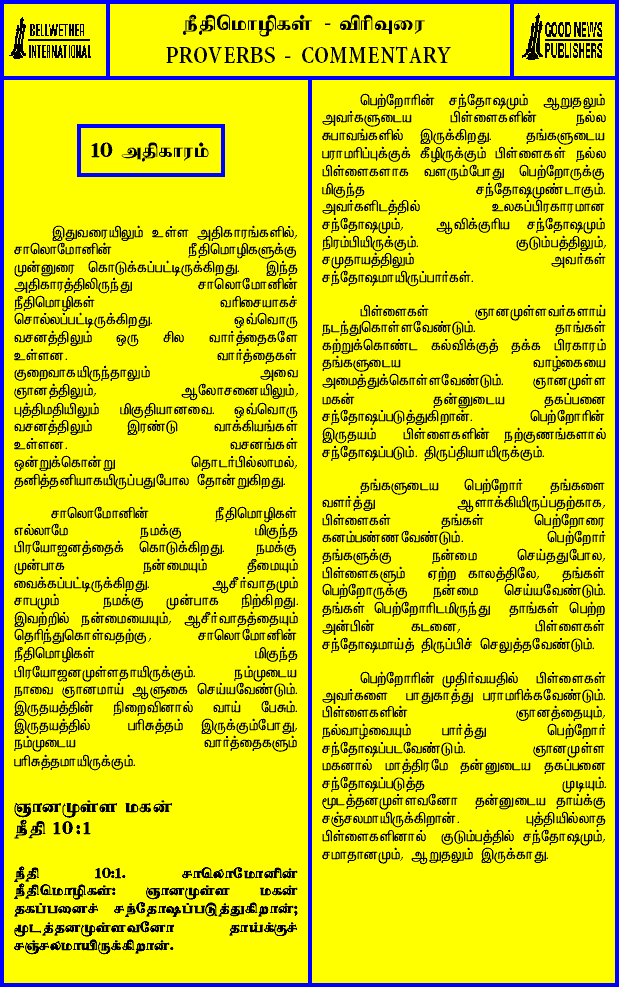 BELLWETHER
INTERNATIONAL
நீதிமொழிகள் - விரிவுரை
PROVERBS - COMMENTARY
GOOD NEWS
PUBLISHERS
10 அதிகாரம்
இதுவரையிலும் உள்ள அதிகாரங்களில்,
சாலொமோனின் நீதிமொழிகளுக்கு
முன்னுரை கொடுக்கப்பட்டிருக்கிறது. இந்த
அதிகாரத்திலிருந்து சாலொமோனின்
நீதிமொழிகள் வரிசையாகச்
சொல்லப்பட்டிருக்கிறது. ஒவ்வொரு
வசனத்திலும் ஒரு சில வார்த்தைகளே
உள்ளன. வார்த்தைகள்
குறைவாகயிருந்தாலும் அவை
ஞானத்திலும், ஆலோசனையிலும்,
புத்திமதியிலும் மிகுதியானவை. ஒவ்வொரு
வசனத்திலும் இரண்டு வாக்கியங்கள்
உள்ளன. வசனங்கள்
ஒன்றுக்கொன்று தொடர்பில்லாமல்,
தனித்தனியாகயிருப்பதுபோல தோன்றுகிறது.
சாலொமோனின் நீதிமொழிகள்
எல்லாமே நமக்கு மிகுந்த
பிரயோஜனத்தைக் கொடுக்கிறது. நமக்கு
முன்பாக நன்மையும் தீமையும்
வைக்கப்பட்டிருக்கிறது. ஆசீர்வாதமும்
சாபமும் நமக்கு முன்பாக நிற்கிறது.
இவற்றில் நன்மையையும், ஆசீர்வாதத்தையும்
தெரிந்துகொள்வதற்கு, சாலொமோனின்
நீதிமொழிகள் மிகுந்த
பிரயோஜனமுள்ளதாயிருக்கும். நம்முடைய
நாவை ஞானமாய் ஆளுகை செய்யவேண்டும்.
இருதயத்தின் நிறைவினால் வாய் பேசும்.
இருதயத்தில் பரிசுத்தம் இருக்கும்போது,
நம்முடைய வார்த்தைகளும்
பரிசுத்தமாயிருக்கும்.
ஞானமுள்ள மகன்
நீதி 10:1
நீதி 10:1. சாலொமோனின்
நீதிமொழிகள்: ஞானமுள்ள மகன்
தகப்பனைச் சந்தோஷப்படுத்துகிறான்;
மூடத்தனமுள்ளவனோ தாய்க்குச்
சஞ்சலமாயிருக்கிறான்.
பெற்றோரின் சந்தோஷமும் ஆறுதலும்
அவர்களுடைய பிள்ளைகளின் நல்ல
சுபாவங்களில் இருக்கிறது. தங்களுடைய
பராமரிப்புக்குக் கீழிருக்கும் பிள்ளைகள் நல்ல
பிள்ளைகளாக வளரும்போது பெற்றோருக்கு
மிகுந்த சந்தோஷமுண்டாகும்.
அவர்களிடத்தில் உலகப்பிரகாரமான
சந்தோஷமும், ஆவிக்குரிய சந்தோஷமும்
நிரம்பியிருக்கும். குடும்பத்திலும்,
சமுதாயத்திலும் அவர்கள்
சந்தோஷமாயிருப்பார்கள்.
பிள்ளைகள் ஞானமுள்ளவர்களாய்
நடந்துகொள்ளவேண்டும். தாங்கள்
கற்றுக்கொண்ட கல்விக்குத் தக்க பிரகாரம்
தங்களுடைய வாழ்கையை
அமைத்துக்கொள்ளவேண்டும். ஞானமுள்ள
மகன் தன்னுடைய தகப்பனை
சந்தோஷப்படுத்துகிறான். பெற்றோரின்
இருதயம் பிள்ளைகளின் நற்குணங்களால்
சந்தோஷப்படும். திருப்தியாயிருக்கும்.
தங்களுடைய பெற்றோர் தங்களை
வளர்த்து ஆளாக்கியிருப்பதற்காக,
பிள்ளைகள் தங்கள் பெற்றோரை
கனம்பண்ணவேண்டும். பெற்றோர்
தங்களுக்கு நன்மை செய்ததுபோல,
பிள்ளைகளும் ஏற்ற காலத்திலே, தங்கள்
பெற்றோருக்கு நன்மை செய்யவேண்டும்.
தங்கள் பெற்றோரிடமிருந்து தாங்கள் பெற்ற
அன்பின் கடனை, பிள்ளைகள்
சந்தோஷமாய்த் திருப்பிச் செலுத்தவேண்டும்.
பெற்றோரின் முதிர்வயதில் பிள்ளைகள்
அவர்களை பாதுகாத்து பராமரிக்கவேண்டும்.
பிள்ளைகளின் ஞானத்தையும்,
நல்வாழ்வையும் பார்த்து பெற்றோர்
சந்தோஷப்படவேண்டும். ஞானமுள்ள
மகனால் மாத்திரமே தன்னுடைய தகப்பனை
சந்தோஷப்படுத்த முடியும்.
மூடத்தனமுள்ளவனோ தன்னுடைய தாய்க்கு
சஞ்சலமாயிருக்கிறான். புத்தியில்லாத
பிள்ளைகளினால் குடும்பத்தில் சந்தோஷமும்,
சமாதானமும், ஆறுதலும் இருக்காது.